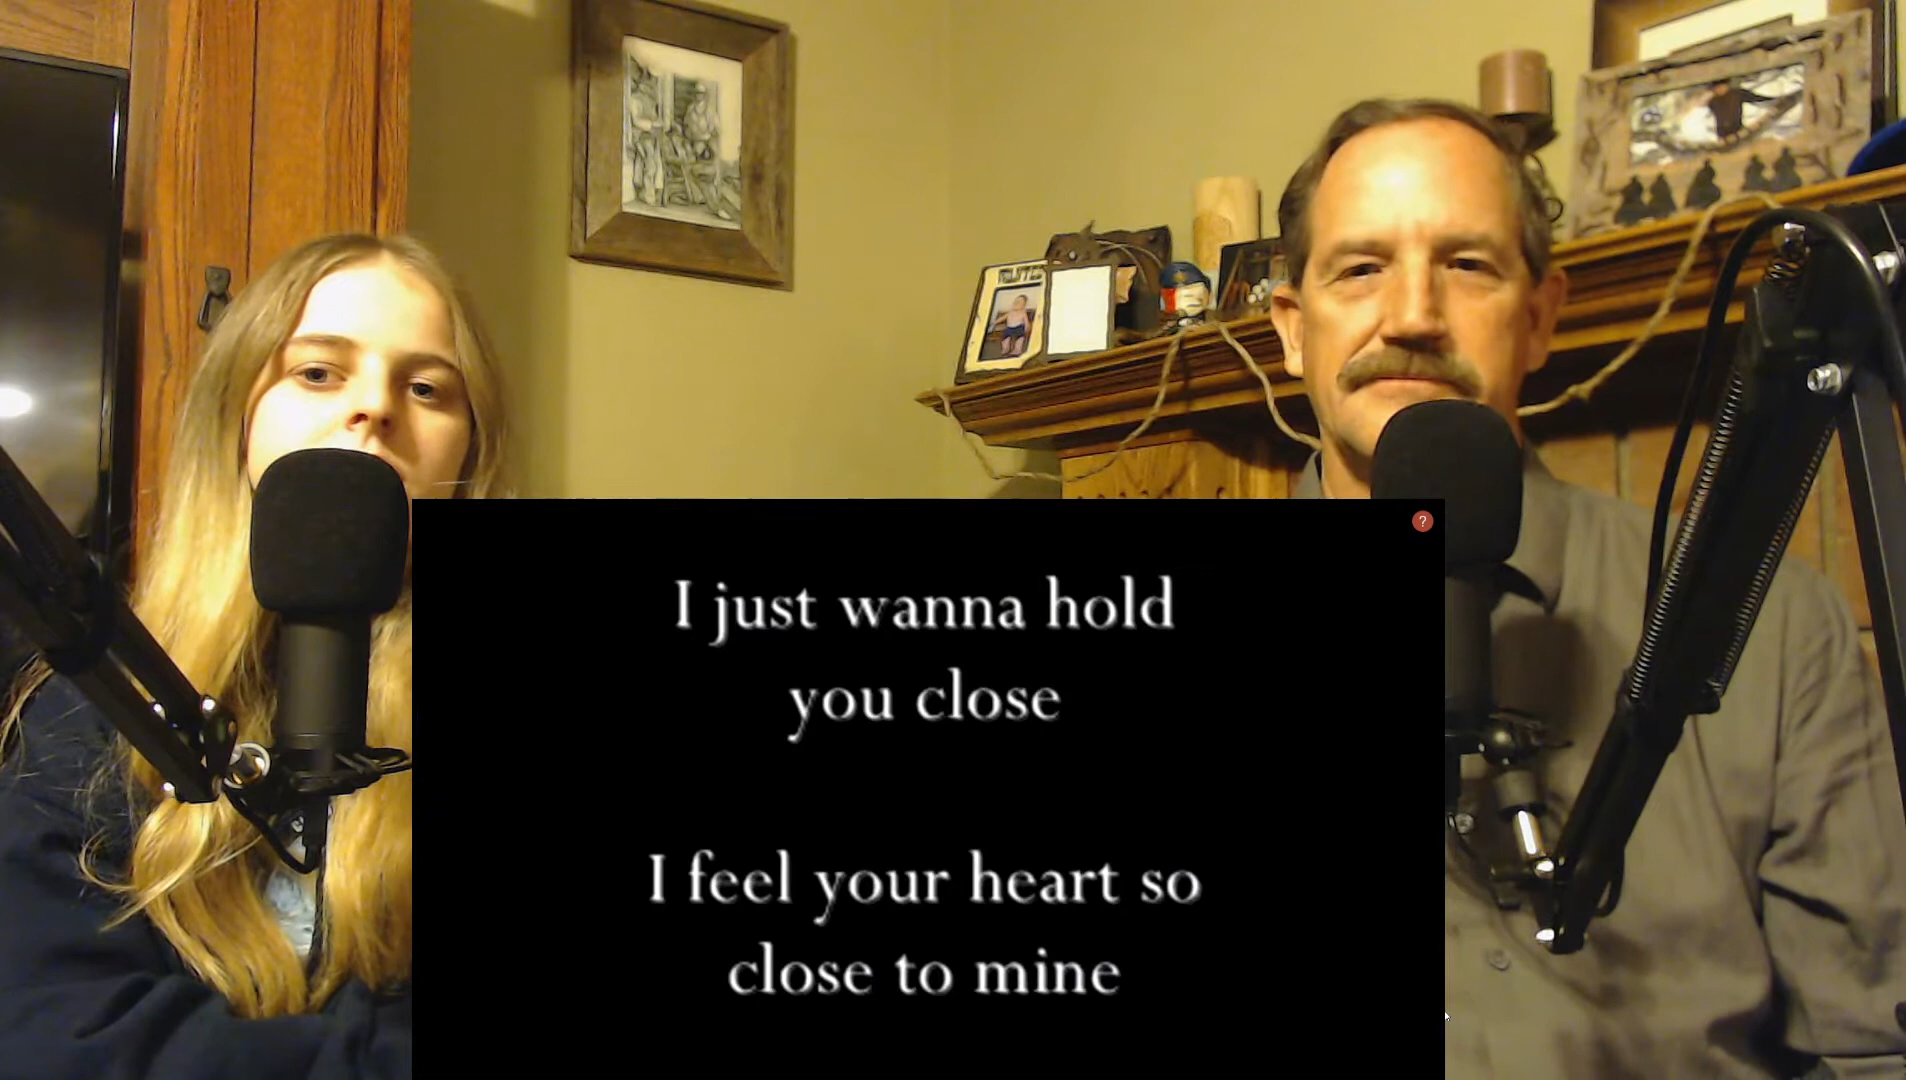 ?
I just wanna hold
you close
I feel your heart so
close to mine